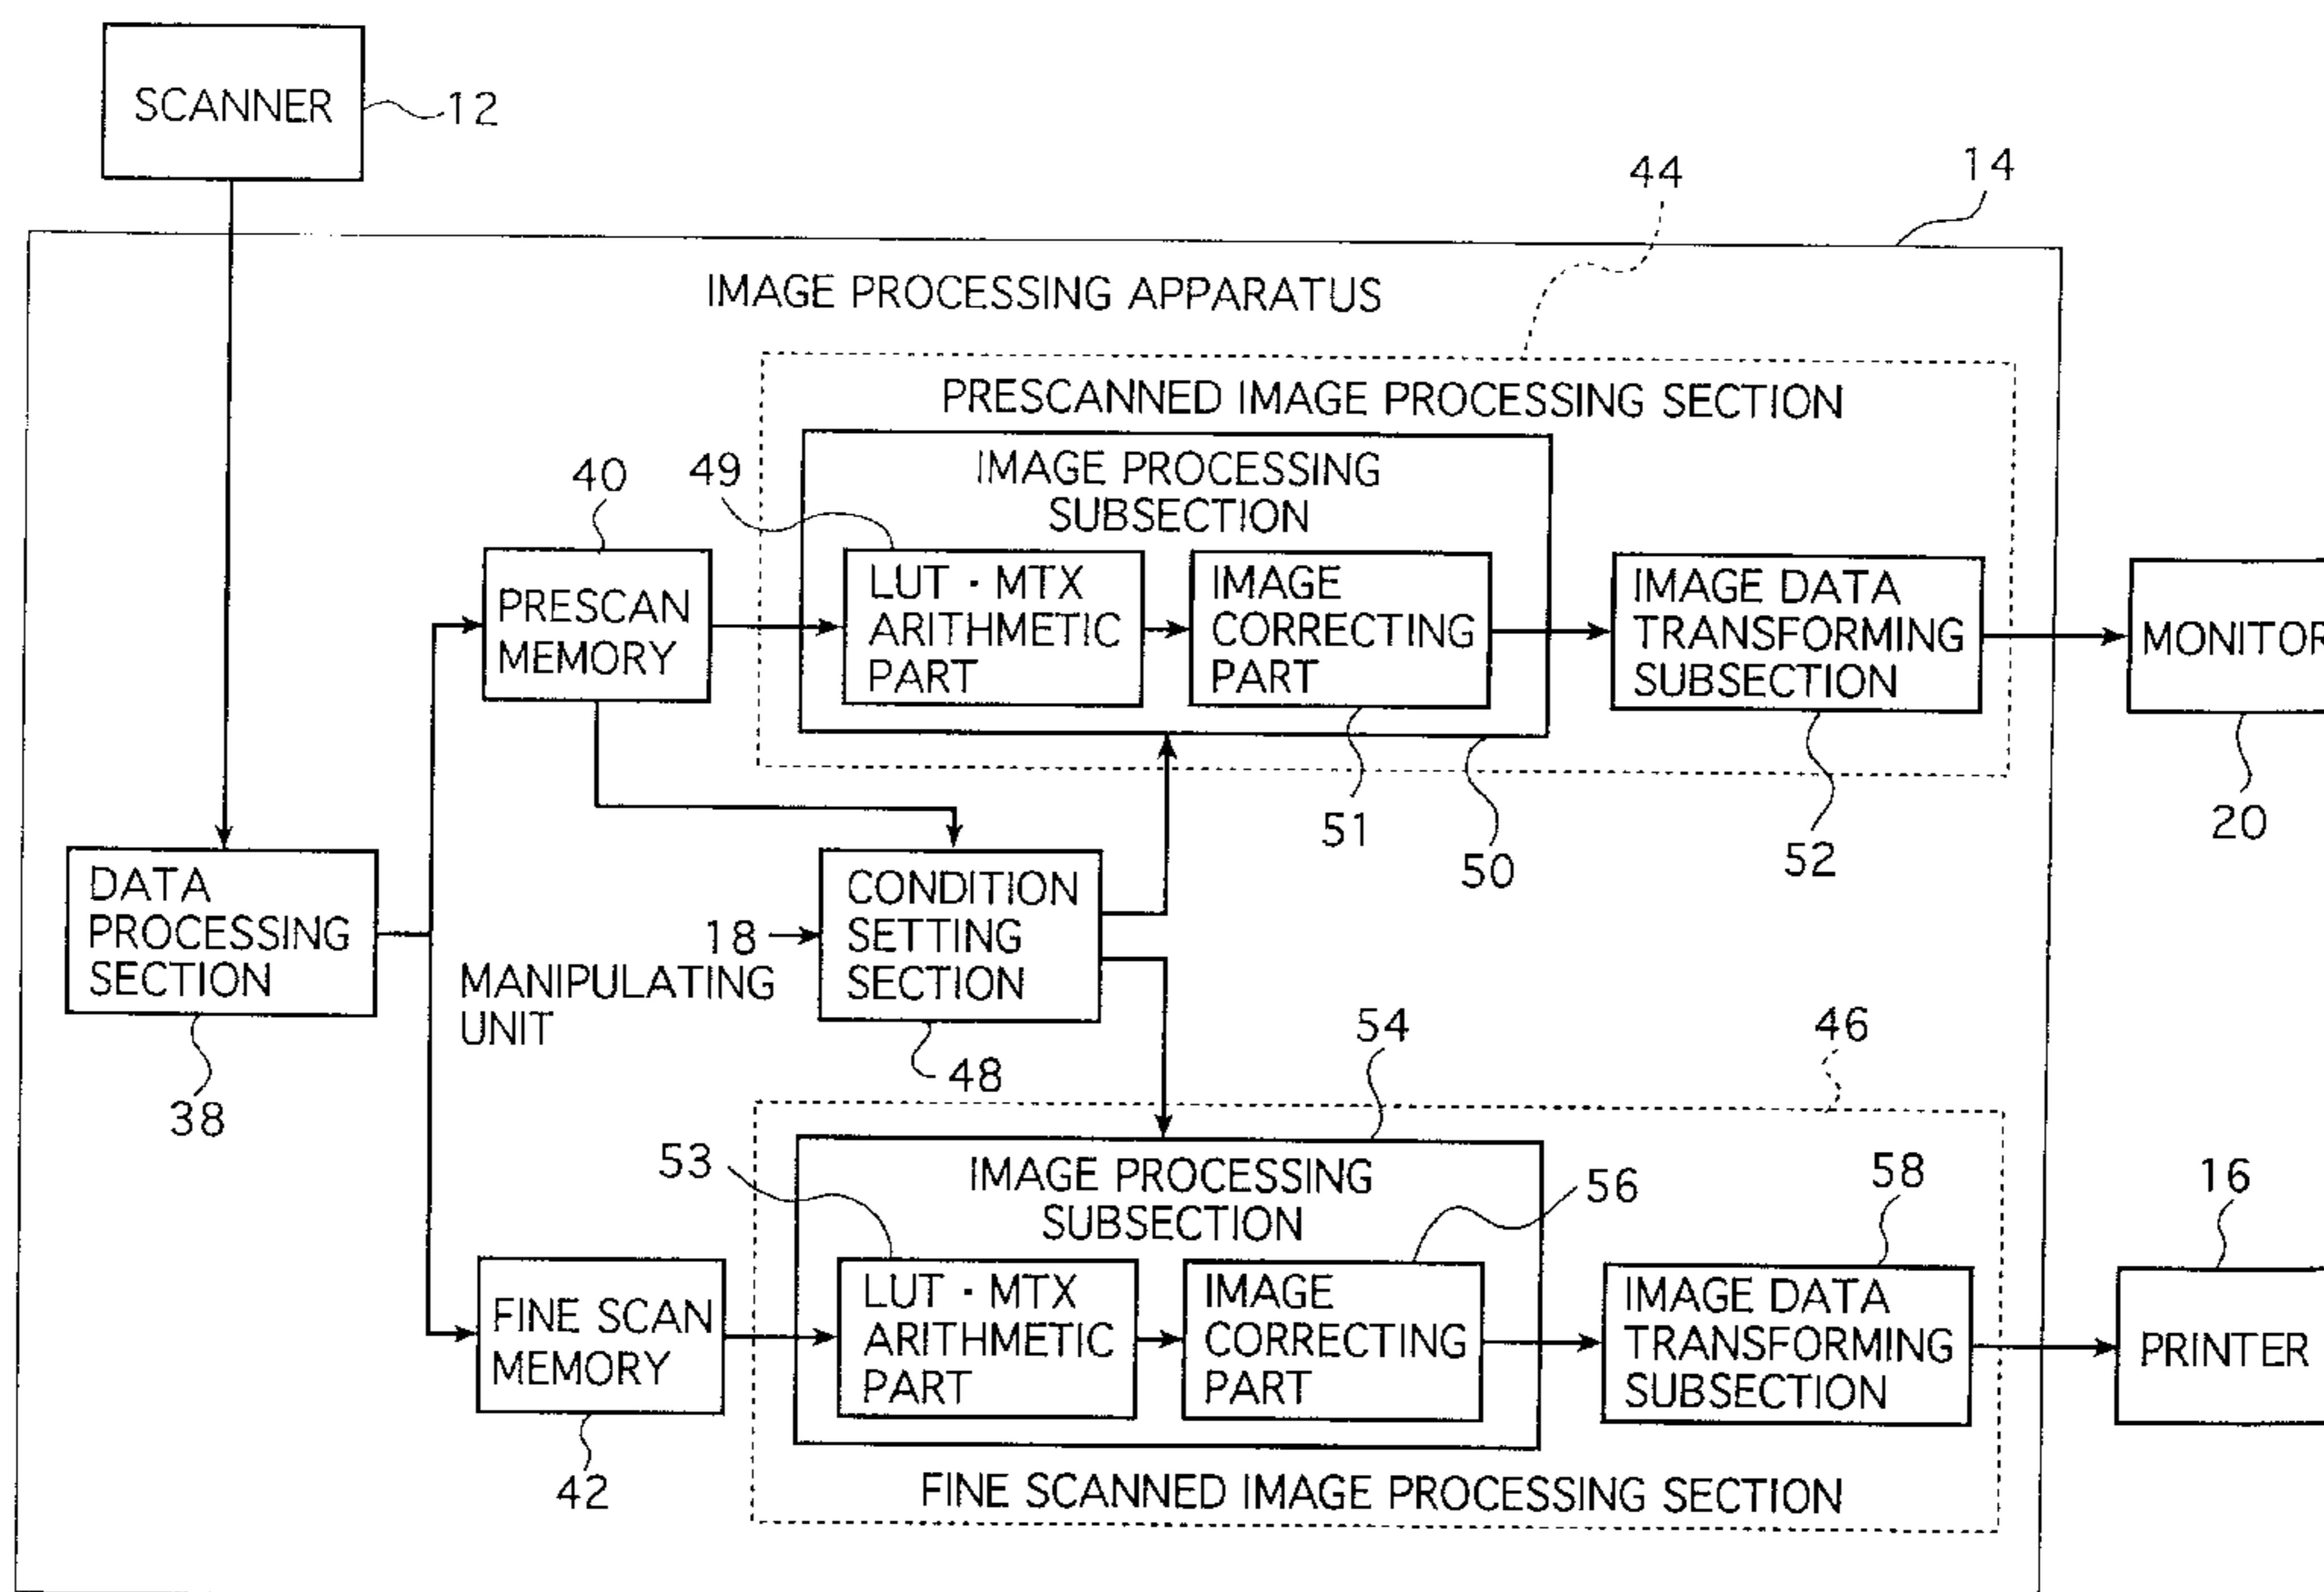 SCANNER
12
44
14
IMAGE PROCESSING APPARATUS
PRESCANNED IMAGE PROCESSING SECTION
49
IMAGE PROCESSING
SUBSECTION
40
PRESCAN
MEMORY
LUT · MTX
ARITHMETIC
PART
IMAGE
CORRECTING
PART
IMAGE DATA
TRANSFORMING
SUBSECTION
MONITOR
51
50
52
20
DATA
PROCESSING
SECTION
38
18
MANIPULATING
UNIT
CONDITION
SETTING
SECTION
48
54
46
53
IMAGE PROCESSING
SUBSECTION
56
58
16
FINE SCAN
MEMORY
42
LUT · MTX
ARITHMETIC
PART
IMAGE
CORRECTING
PART
IMAGE DATA
TRANSFORMING
SUBSECTION
PRINTER
FINE SCANNED IMAGE PROCESSING SECTION